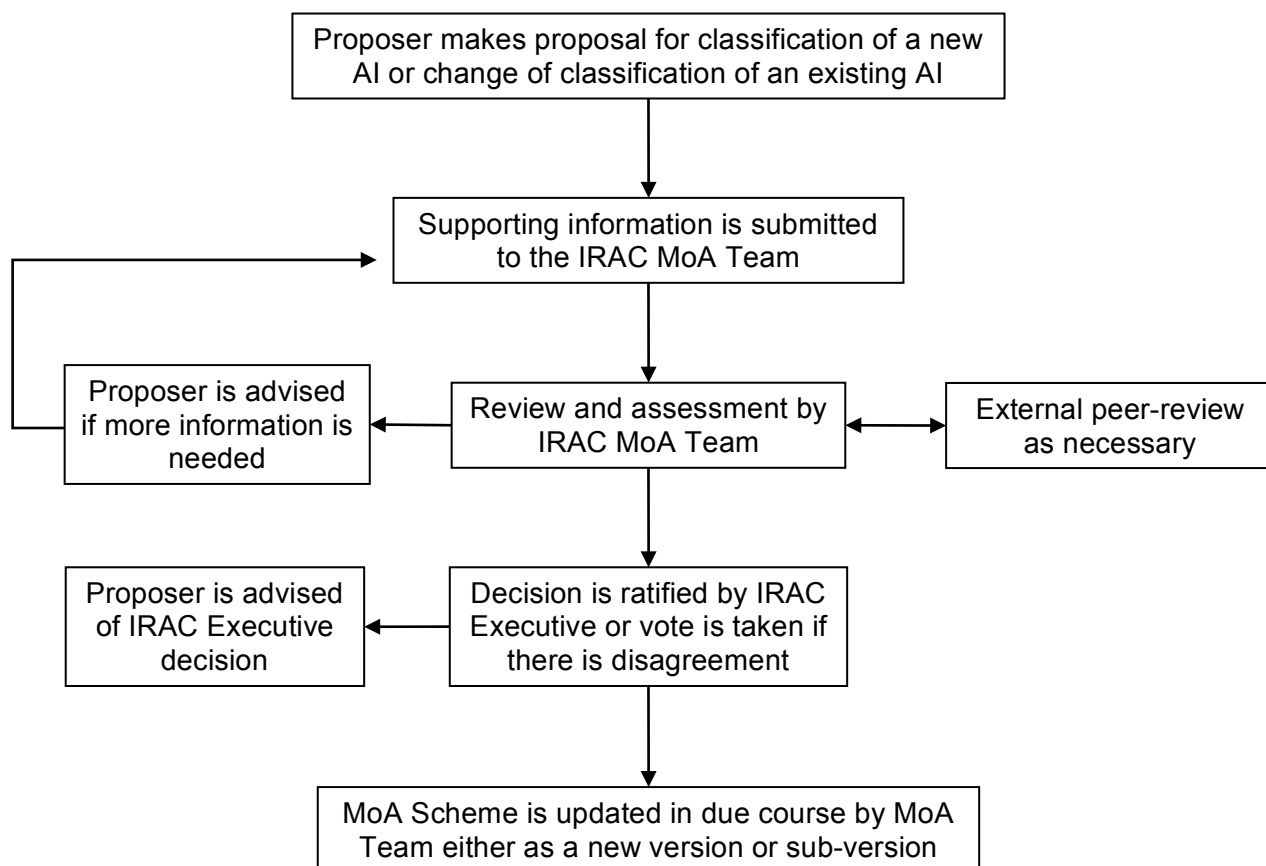 Proposer makes proposal for classification of a new
AI or change of classification of an existing AI
Supporting information is submitted
to the IRAC MoA Team
Proposer is advised
if more information is
needed
Review and assessment by
IRAC MoA Team
External peer-review
as necessary
Proposer is advised
of IRAC Executive
decision
Decision is ratified by IRAC
Executive or vote is taken if
there is disagreement
MoA Scheme is updated in due course by MoA
Team either as a new version or sub-version